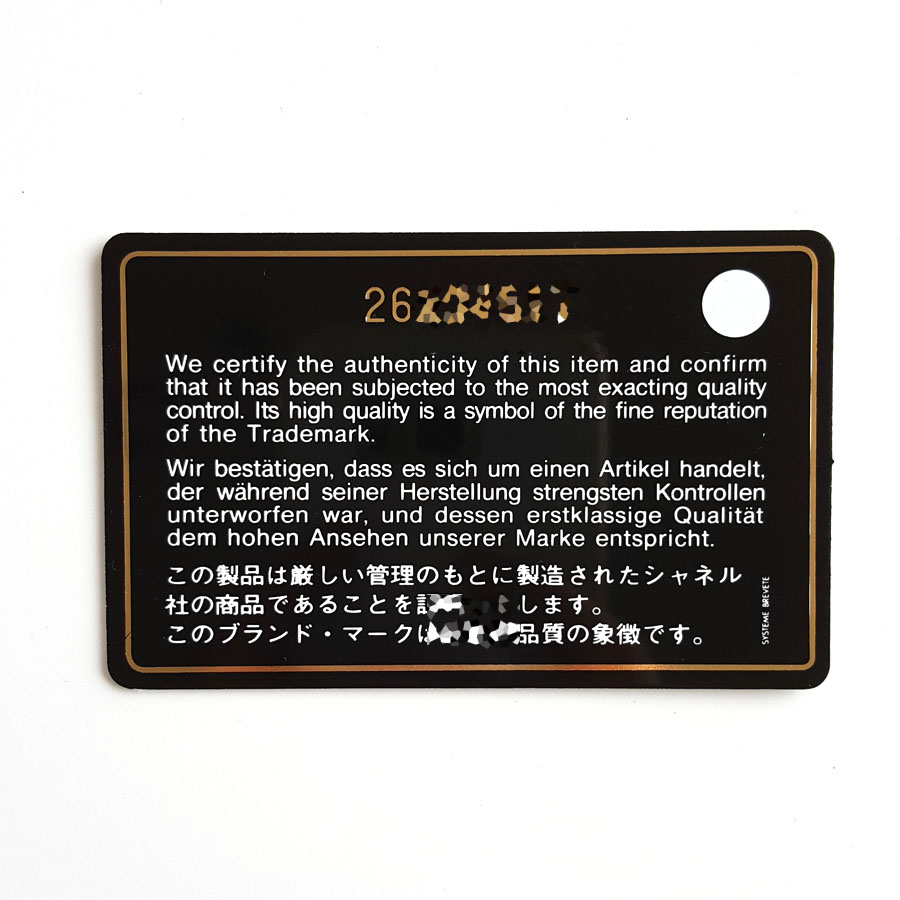 26
We certify the authenticity of this item and confirm
that it has been subjected to the most exacting quality
control. Its high quality is a symbol of the fine reputation
of the Trademark.
Wir bestätigen, dass es sich um einen Artikel handelt,
der während seiner Herstellung strengsten Kontrollen
unterworfen war, und dessen erstklassige Qualität
dem hohen Ansehen unserer Marke entspricht.
この製品は厳しい管理のもとに製造されたシャネル
社の商品であることを します。
このブランド・マークは 品質の象徴です。
SYSTEME BREVETE